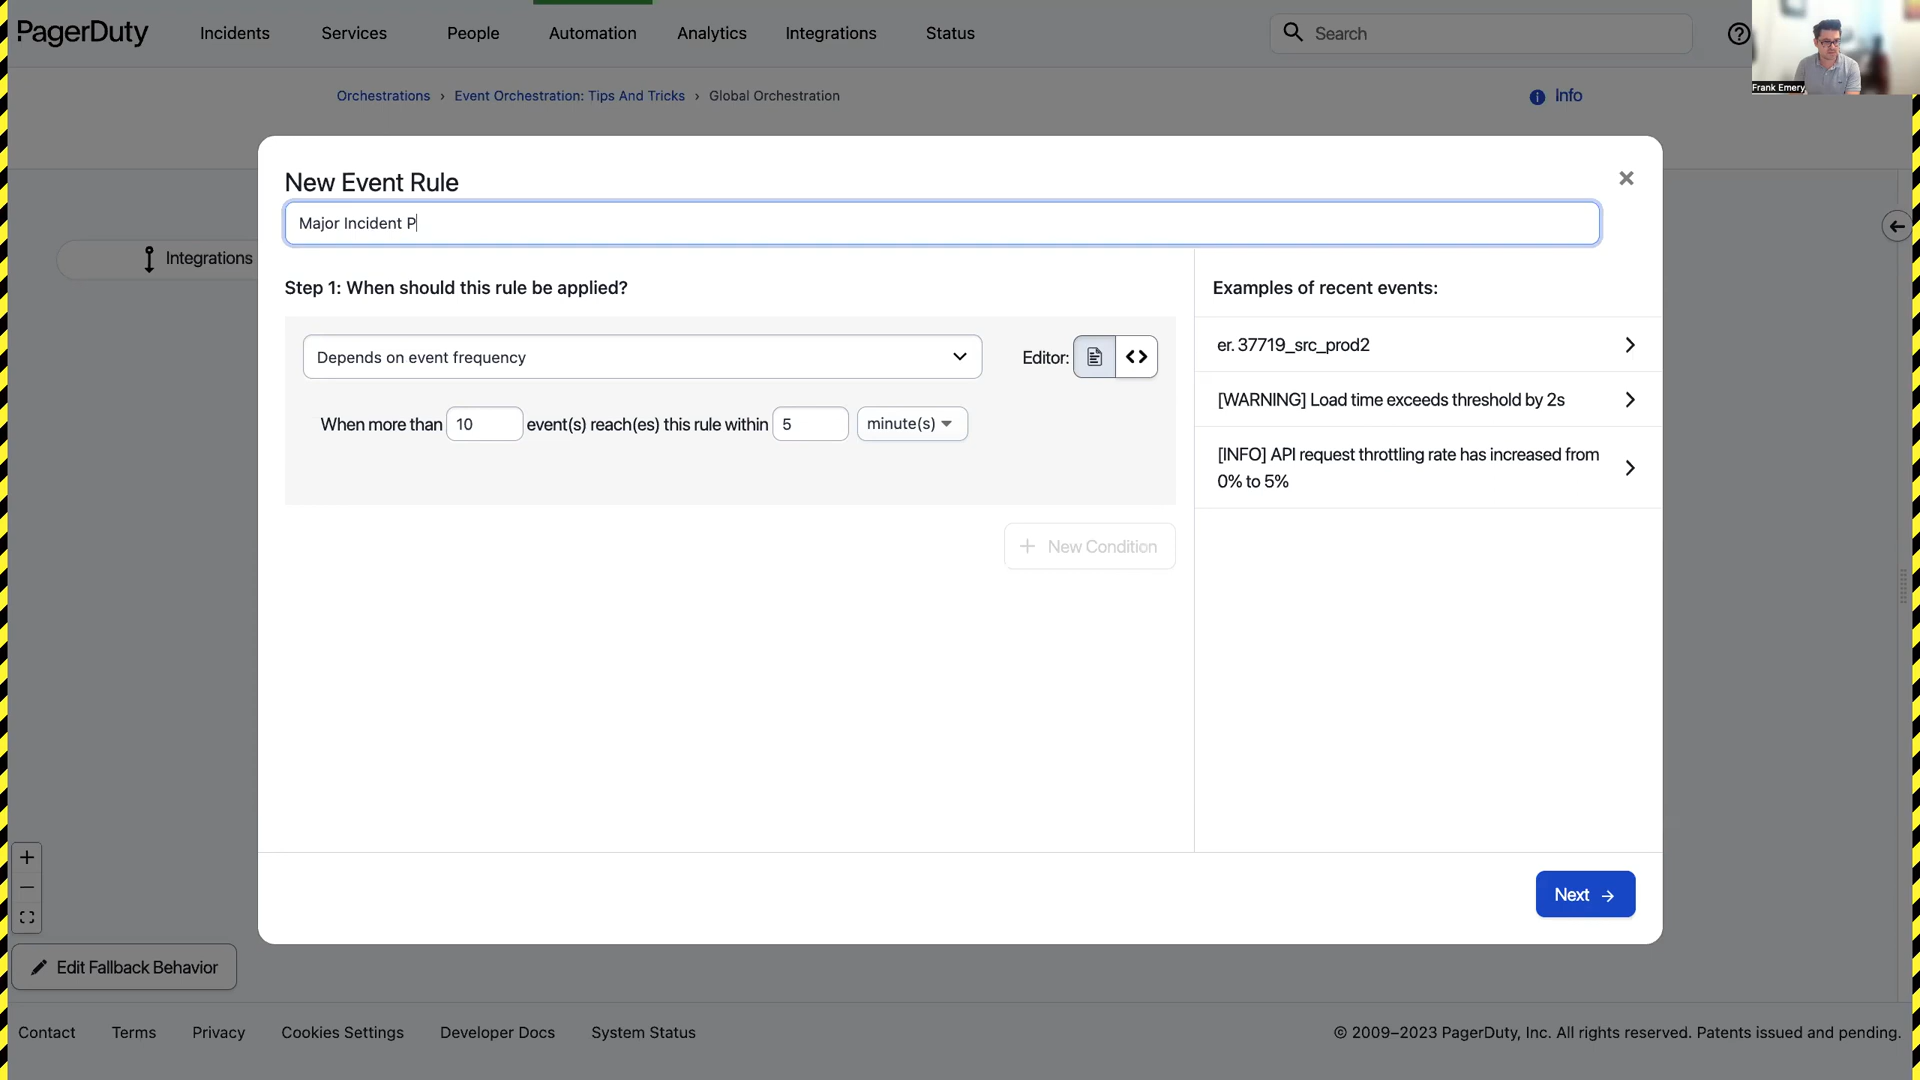 PagerDuty
Incidents
Services
People
Automation
Analytics
Integrations
Status
Search
Frank Emery
Orchestrations › Event Orchestration: Tips And Tricks › Global Orchestration
Info
New Event Rule
Major Incident P
Integrations
Step 1: When should this rule be applied?
Depends on event frequency
Editor:
When more than 10 event(s) reach(es) this rule within 5 minute(s)
New Condition
Examples of recent events:
er. 37719_src_prod2
[WARNING] Load time exceeds threshold by 2s
[INFO] API request throttling rate has increased from
0% to 5%
Next
Edit Fallback Behavior
Contact
Terms
Privacy
Cookies Settings
Developer Docs
System Status
© 2009–2023 PagerDuty, Inc. All rights reserved. Patents issued and pending.